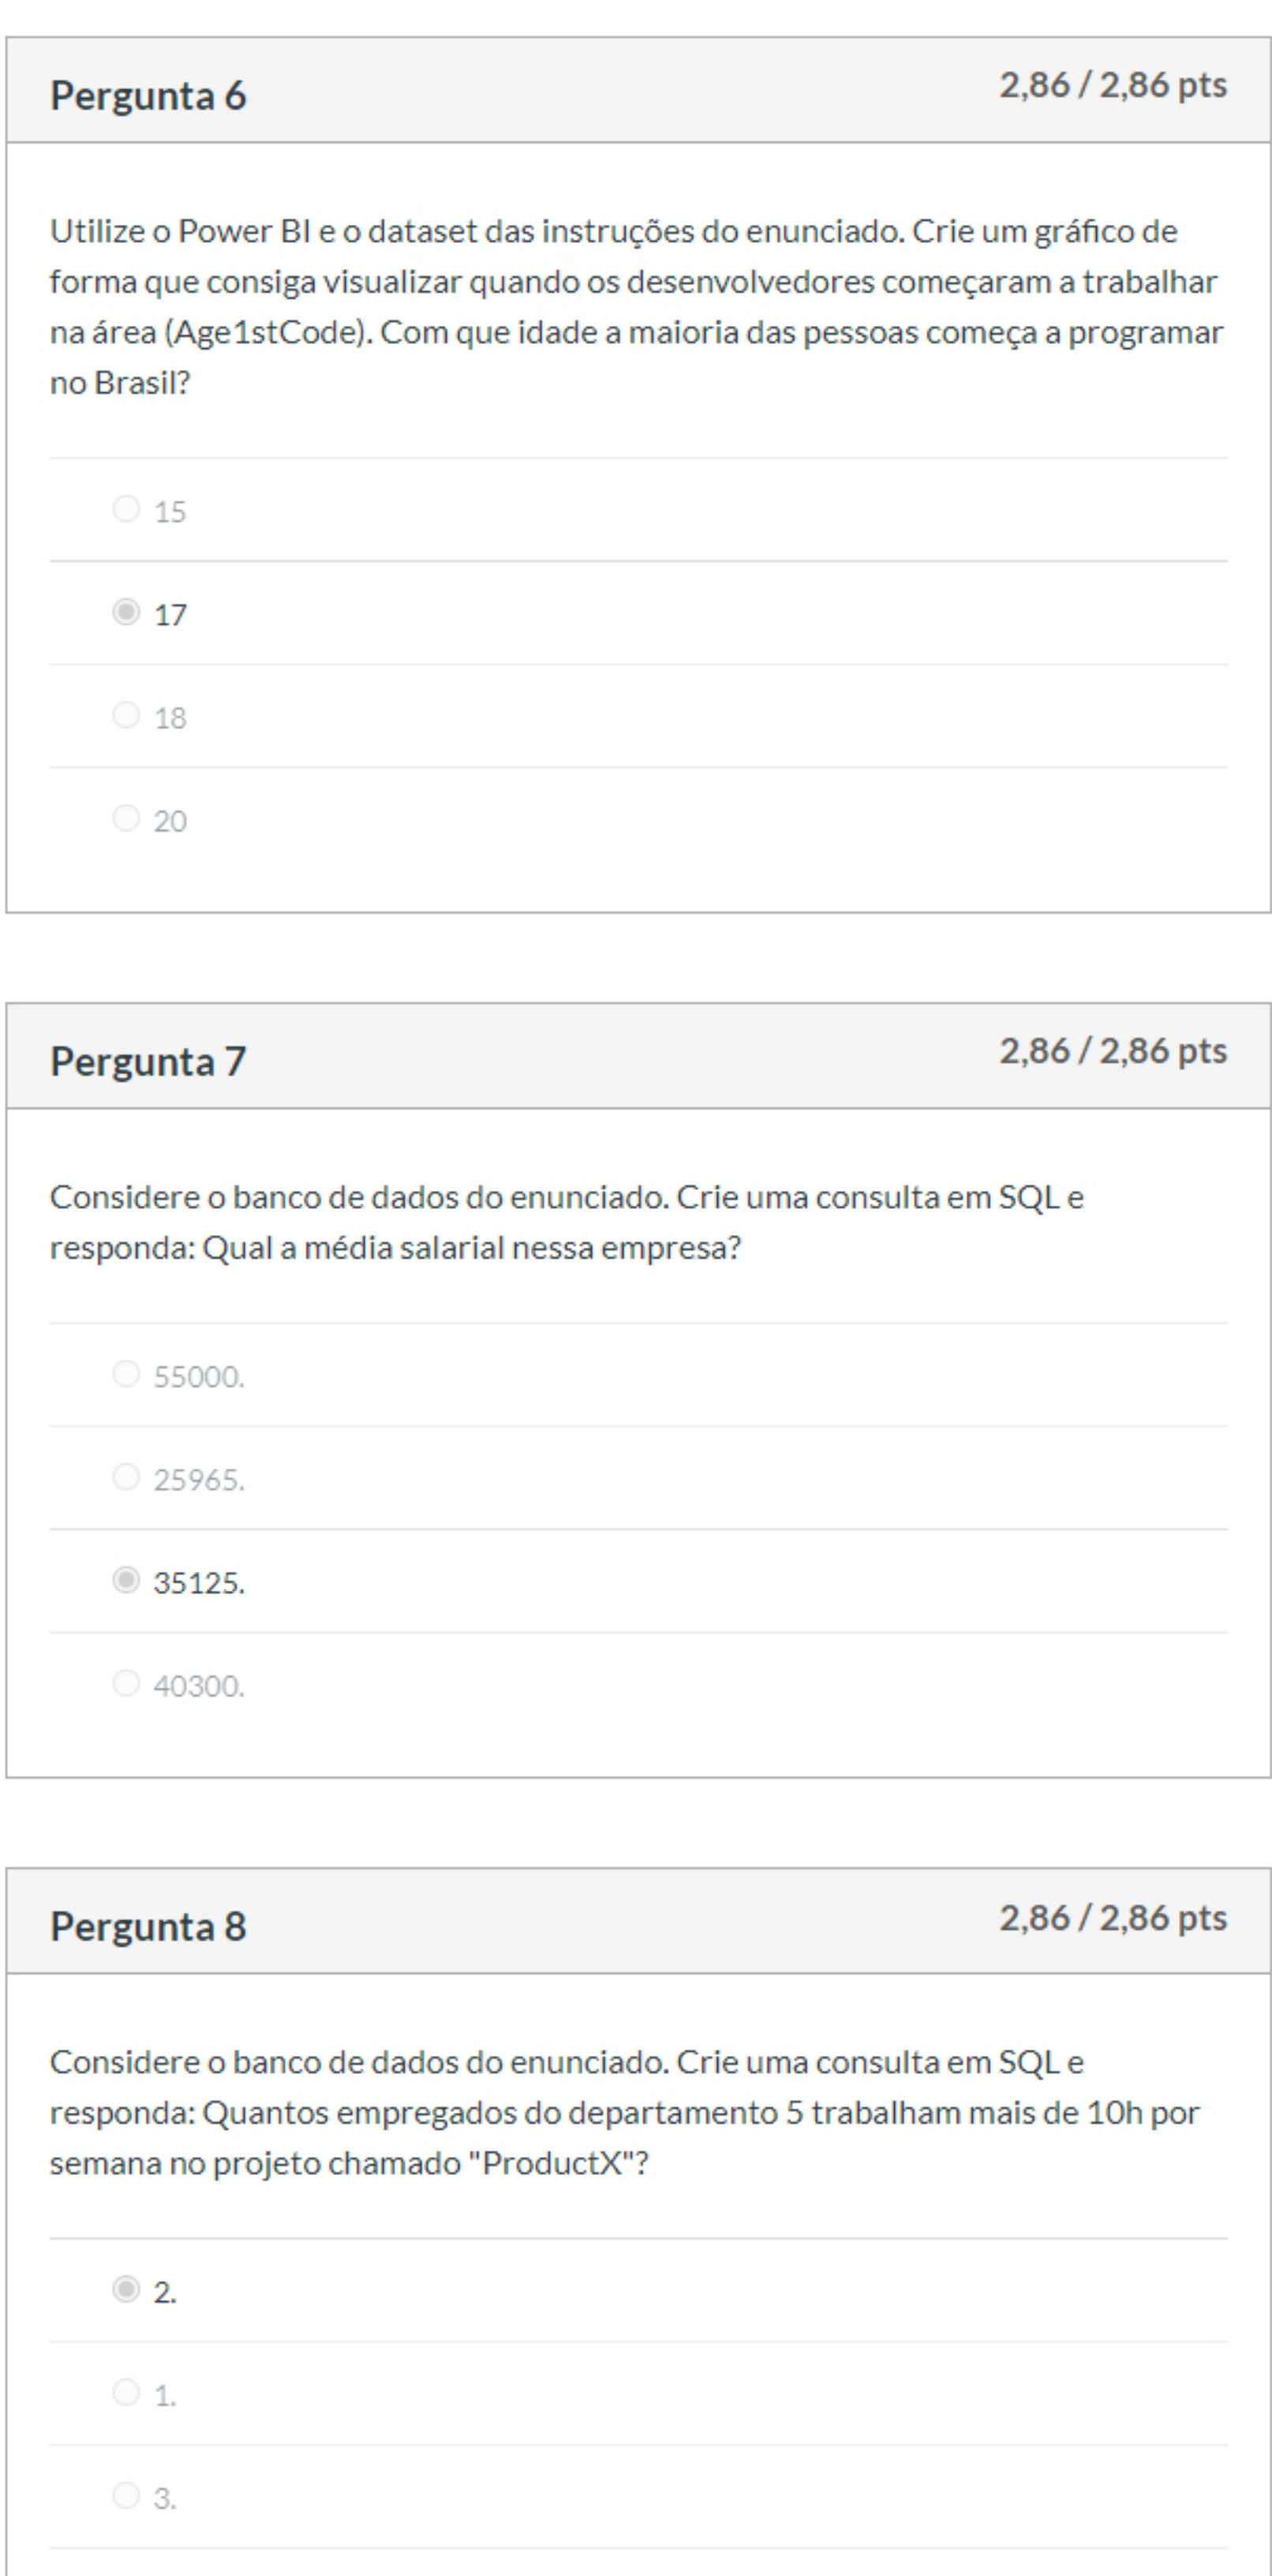 Pergunta 6
2,86 / 2,86 pts
Utilize o Power BI e o dataset das instruções do enunciado. Crie um gráfico de
forma que consiga visualizar quando os desenvolvedores começaram a trabalhar
na área (Age1stCode). Com que idade a maioria das pessoas começa a programar
no Brasil?
15
17
18
20
Pergunta 7
2,86 / 2,86 pts
Considere o banco de dados do enunciado. Crie uma consulta em SQL e
responda: Qual a média salarial nessa empresa?
55000.
25965.
35125.
40300.
Pergunta 8
2,86 / 2,86 pts
Considere o banco de dados do enunciado. Crie uma consulta em SQL e
responda: Quantos empregados do departamento 5 trabalham mais de 10h por
semana no projeto chamado "ProductX"?
2.
1.
3.